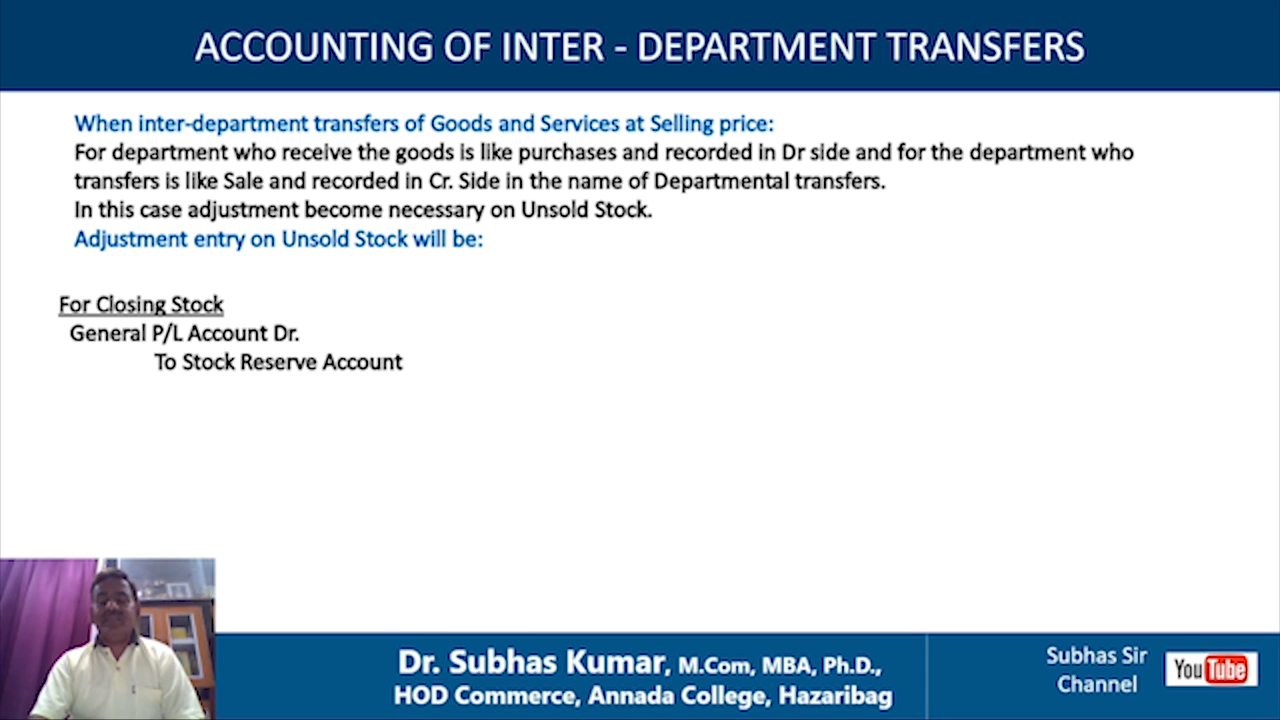 ACCOUNTING OF INTER - DEPARTMENT TRANSFERS
When inter-department transfers of Goods and Services at Selling price:
For department who receive the goods is like purchases and recorded in Dr side and for the department who
transfers is like Sale and recorded in Cr. Side in the name of Departmental transfers.
In this case adjustment become necessary on Unsold Stock.
Adjustment entry on Unsold Stock will be:
For Closing Stock
General P/L Account Dr.
To Stock Reserve Account
Dr. Subhas Kumar, M.Com, MBA, Ph.D.,
HOD Commerce, Annada College, Hazaribag
Subhas Sir
Channel
YouTube